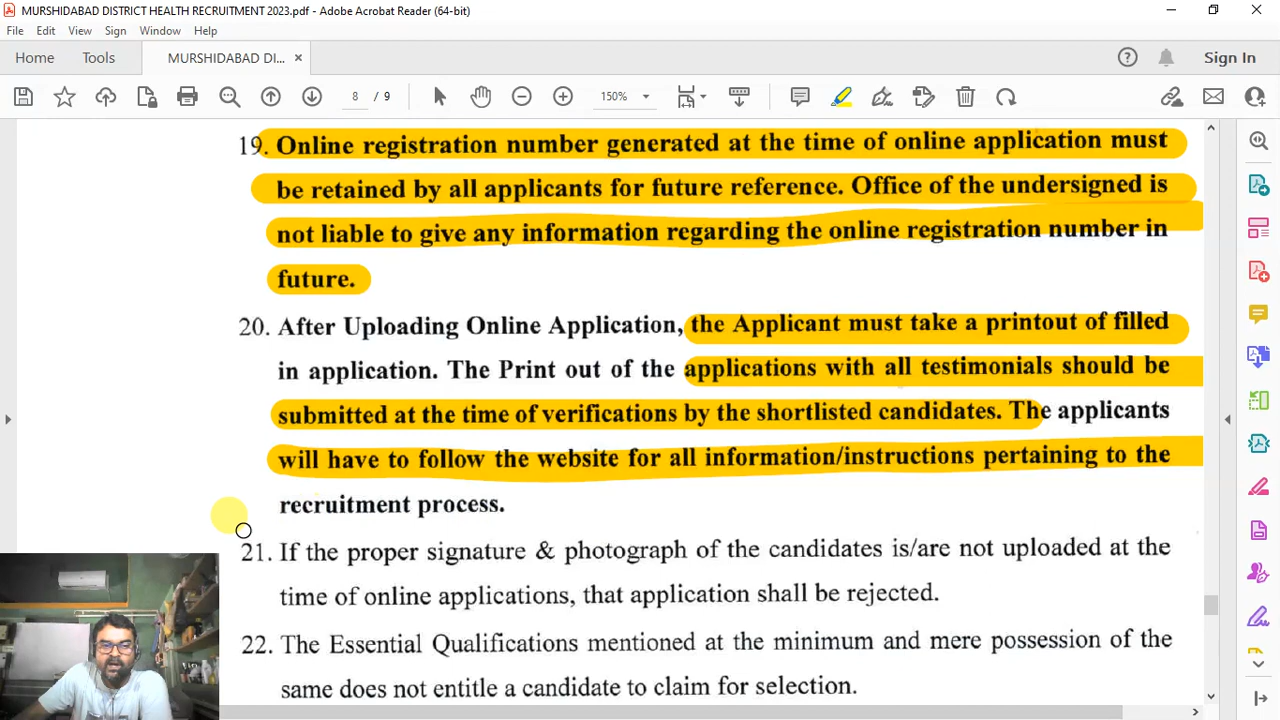 MURSHIDABAD DISTRICT HEALTH RECRUITMENT 2023.pdf - Adobe Acrobat Reader (64-bit)
File Edit View Sign Window Help
Home Tools MURSHIDABAD DI... × Sign In
8 / 9 150%
19. Online registration number generated at the time of online application must
be retained by all applicants for future reference. Office of the undersigned is
not liable to give any information regarding the online registration number in
future.
20. After Uploading Online Application, the Applicant must take a printout of filled
in application. The Print out of the applications with all testimonials should be
submitted at the time of verifications by the shortlisted candidates. The applicants
will have to follow the website for all information/instructions pertaining to the
recruitment process.
21. If the proper signature & photograph of the candidates is/are not uploaded at the
time of online applications, that application shall be rejected.
22. The Essential Qualifications mentioned at the minimum and mere possession of the
same does not entitle a candidate to claim for selection.